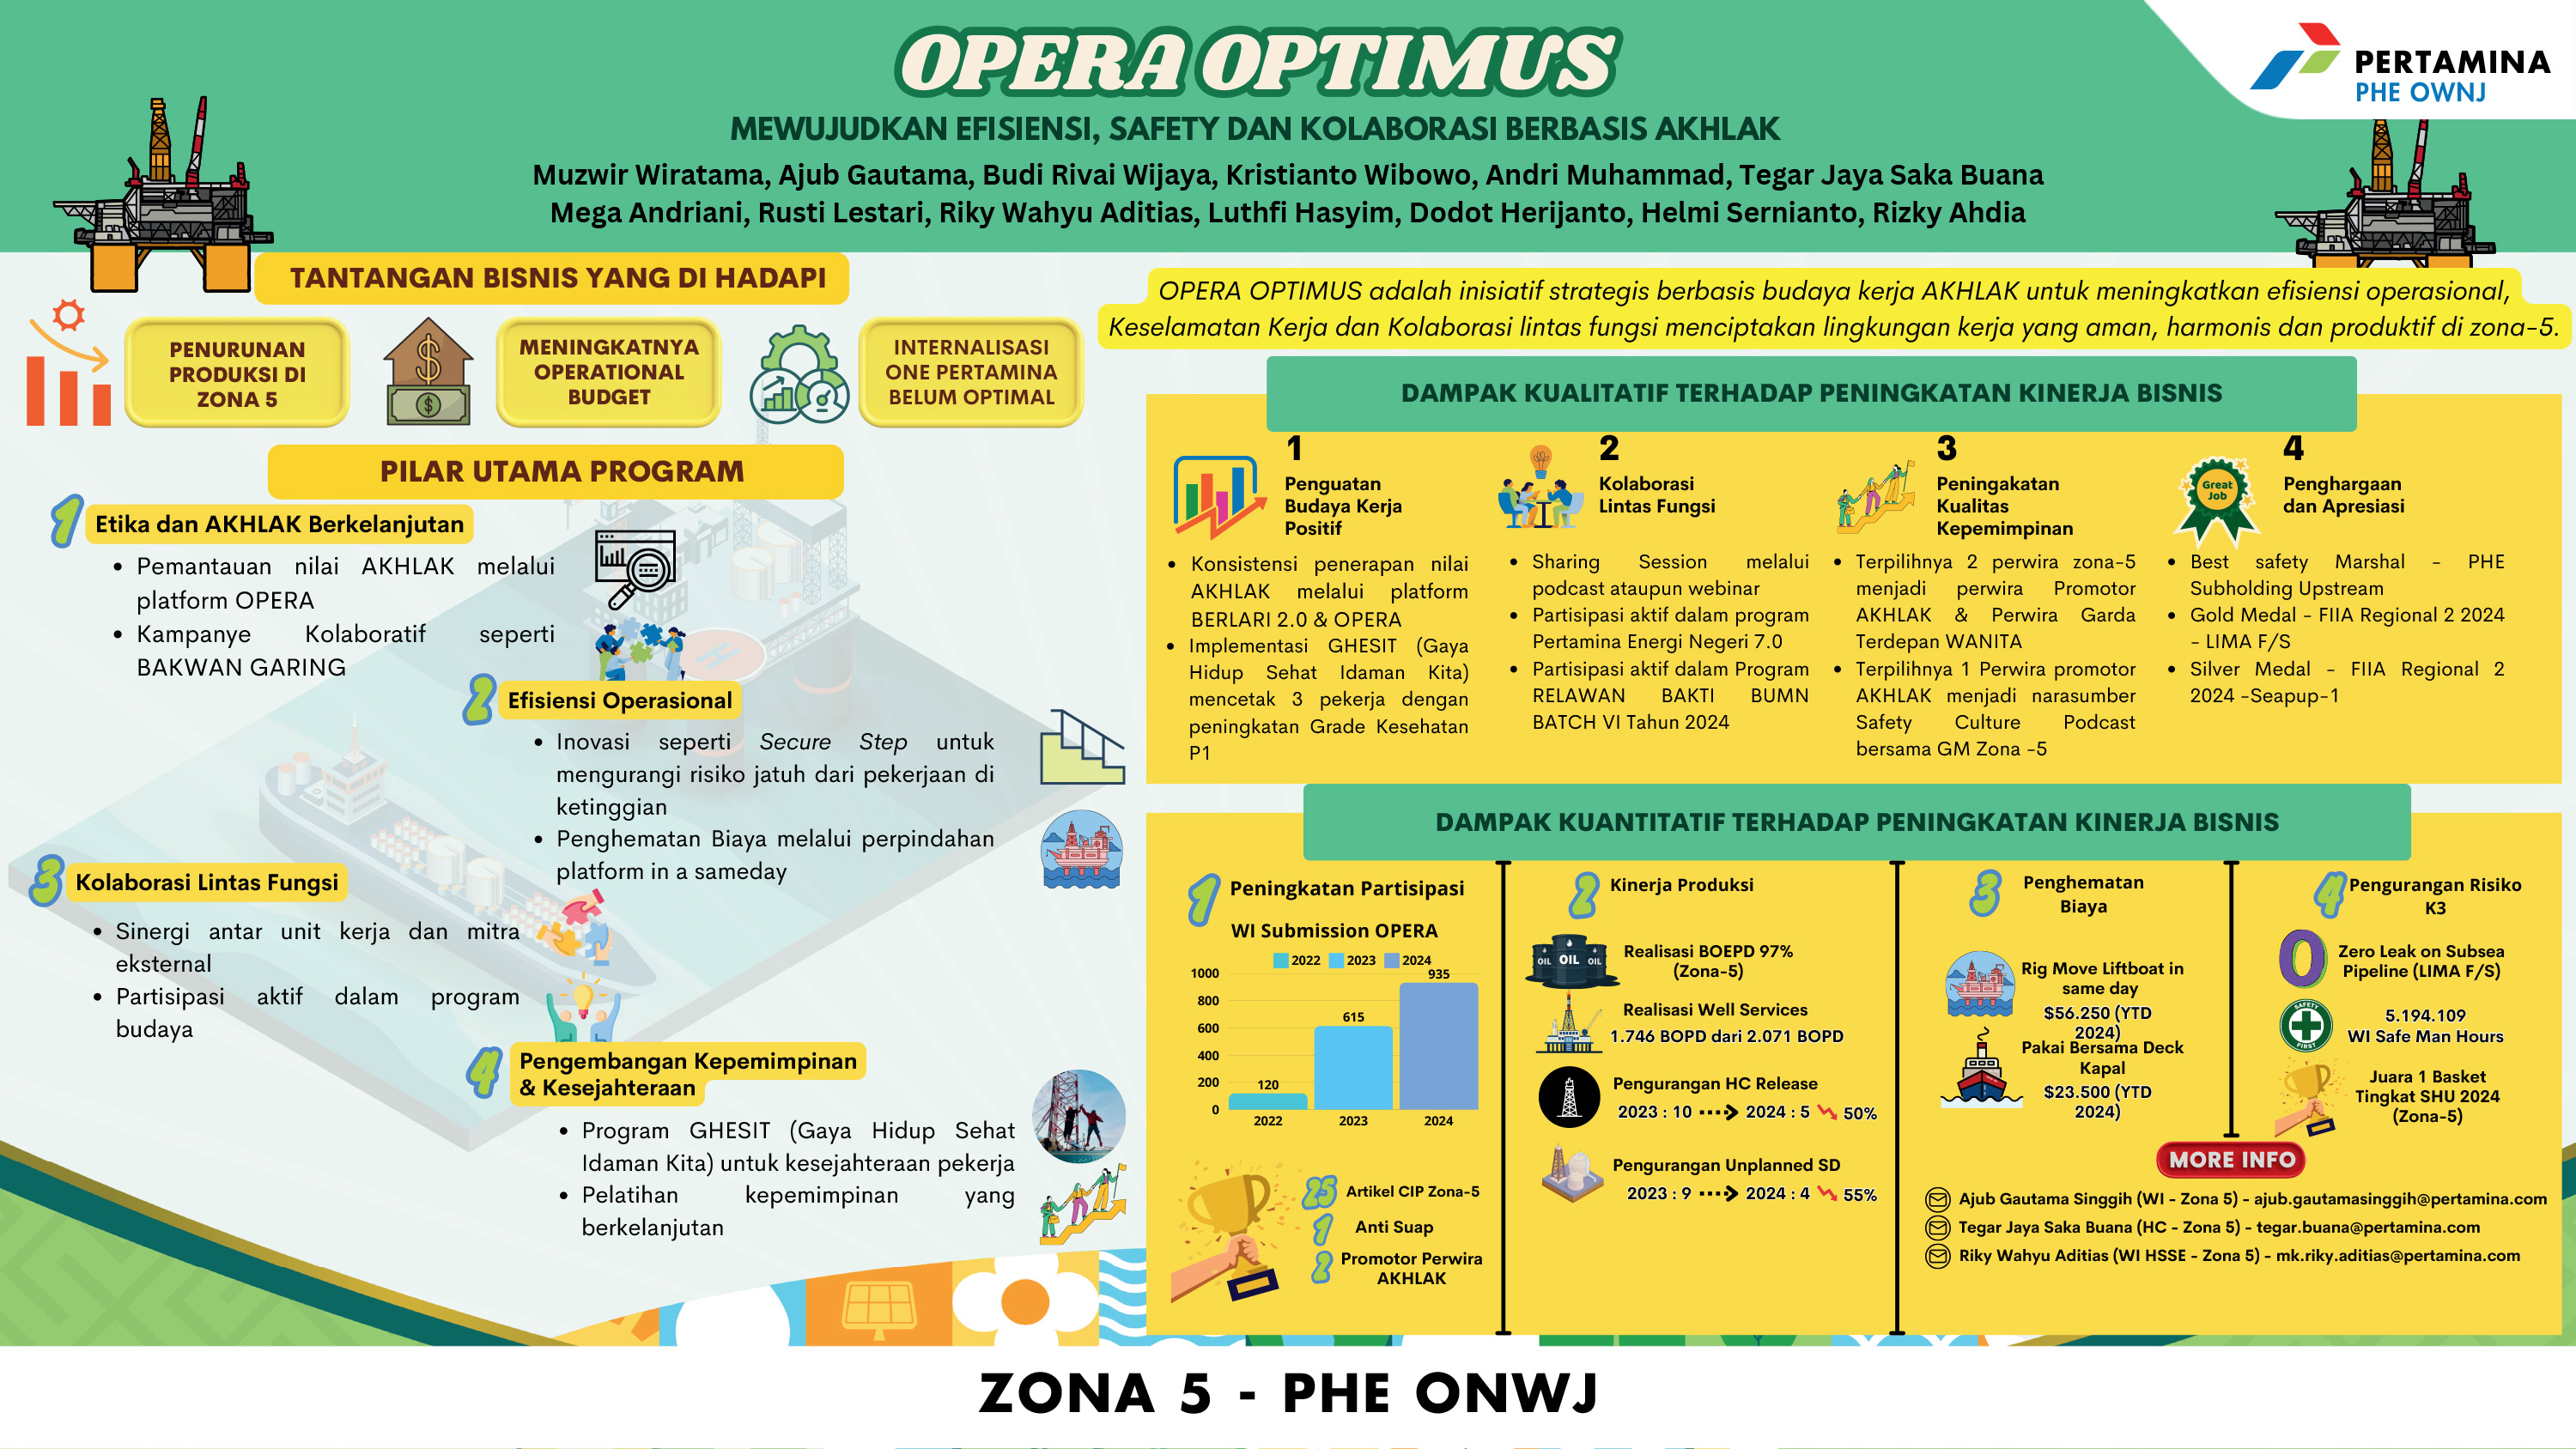 OPERA OPTIMUS
PERTAMINA
PHE OWNJ
MEWUJUDKAN EFISIENSI, SAFETY DAN KOLABORASI BERBASIS AKHLAK
Muzwir Wiratama, Ajub Gautama, Budi Rivai Wijaya, Kristianto Wibowo, Andri Muhammad, Tegar Jaya Saka Buana
Mega Andriani, Rusti Lestari, Riky Wahyu Aditias, Luthfi Hasyim, Dodot Herijanto, Helmi Sernianto, Rizky Ahdia
TANTANGAN BISNIS YANG DI HADAPI
PENURUNAN
PRODUKSI DI
ZONA 5
MENINGKATNYA
OPERATIONAL
BUDGET
INTERNALISASI
ONE PERTAMINA
BELUM OPTIMAL
PILAR UTAMA PROGRAM
1
Etika dan AKHLAK Berkelanjutan
• Pemantauan nilai AKHLAK melalui
platform OPERA
• Kampanye Kolaboratif seperti
BAKWAN GARING
2
Efisiensi Operasional
• Inovasi seperti Secure Step untuk
mengurangi risiko jatuh dari pekerjaan di
ketinggian
• Penghematan Biaya melalui perpindahan
platform in a sameday
3
Kolaborasi Lintas Fungsi
• Sinergi antar unit kerja dan mitra
eksternal
• Partisipasi aktif dalam program
budaya
4
Pengembangan Kepemimpinan
& Kesejahteraan
• Program GHESIT (Gaya Hidup Sehat
Idaman Kita) untuk kesejahteraan pekerja
• Pelatihan kepemimpinan yang
berkelanjutan
OPERA OPTIMUS adalah inisiatif strategis berbasis budaya kerja AKHLAK untuk meningkatkan efisiensi operasional,
Keselamatan Kerja dan Kolaborasi lintas fungsi menciptakan lingkungan kerja yang aman, harmonis dan produktif di zona-5.
DAMPAK KUALITATIF TERHADAP PENINGKATAN KINERJA BISNIS
1
Penguatan
Budaya Kerja
Positif
• Konsistensi penerapan nilai
AKHLAK melalui platform
BERLARI 2.0 & OPERA
• Implementasi GHESIT (Gaya
Hidup Sehat Idaman Kita)
mencetak 3 pekerja dengan
peningkatan Grade Kesehatan
P1
2
Kolaborasi
Lintas Fungsi
• Sharing Session melalui
podcast ataupun webinar
• Partisipasi aktif dalam program
Pertamina Energi Negeri 7.0
• Partisipasi aktif dalam Program
RELAWAN BAKTI BUMN
BATCH VI Tahun 2024
3
Peningakatan
Kualitas
Kepemimpinan
• Terpilihnya 2 perwira zona-5
menjadi perwira Promotor
AKHLAK & Perwira Garda
Terdepan WANITA
• Terpilihnya 1 Perwira promotor
AKHLAK menjadi narasumber
Safety Culture Podcast
bersama GM Zona -5
Great
Job
4
Penghargaan
dan Apresiasi
• Best safety Marshal - PHE
Subholding Upstream
• Gold Medal - FIIA Regional 2 2024
- LIMA F/S
• Silver Medal - FIIA Regional 2
2024 -Seapup-1
DAMPAK KUANTITATIF TERHADAP PENINGKATAN KINERJA BISNIS
1
Peningkatan Partisipasi
WI Submission OPERA
2022 2023 2024
1000
800
600
400
200
0
120
615
935
2022 2023 2024
25 Artikel CIP Zona-5
1 Anti Suap
2 Promotor Perwira
AKHLAK
2
Kinerja Produksi
OIL OIL OIL
Realisasi BOEPD 97%
(Zona-5)
Realisasi Well Services
1.746 BOPD dari 2.071 BOPD
Pengurangan HC Release
2023 : 10 2024 : 5 50%
Pengurangan Unplanned SD
2023 : 9 2024 : 4 55%
3
Penghematan
Biaya
Rig Move Liftboat in
same day
$56.250 (YTD
2024)
Pakai Bersama Deck
Kapal
$23.500 (YTD
2024)
4
Pengurangan Risiko
K3
0
Zero Leak on Subsea
Pipeline (LIMA F/S)
SAFETY
FIRST
5.194.109
WI Safe Man Hours
Juara 1 Basket
Tingkat SHU 2024
(Zona-5)
MORE INFO
Ajub Gautama Singgih (WI - Zona 5) - ajub.gautamasinggih@pertamina.com
Tegar Jaya Saka Buana (HC - Zona 5) - tegar.buana@pertamina.com
Riky Wahyu Aditias (WI HSSE - Zona 5) - mk.riky.aditias@pertamina.com
ZONA 5 - PHE ONWJ